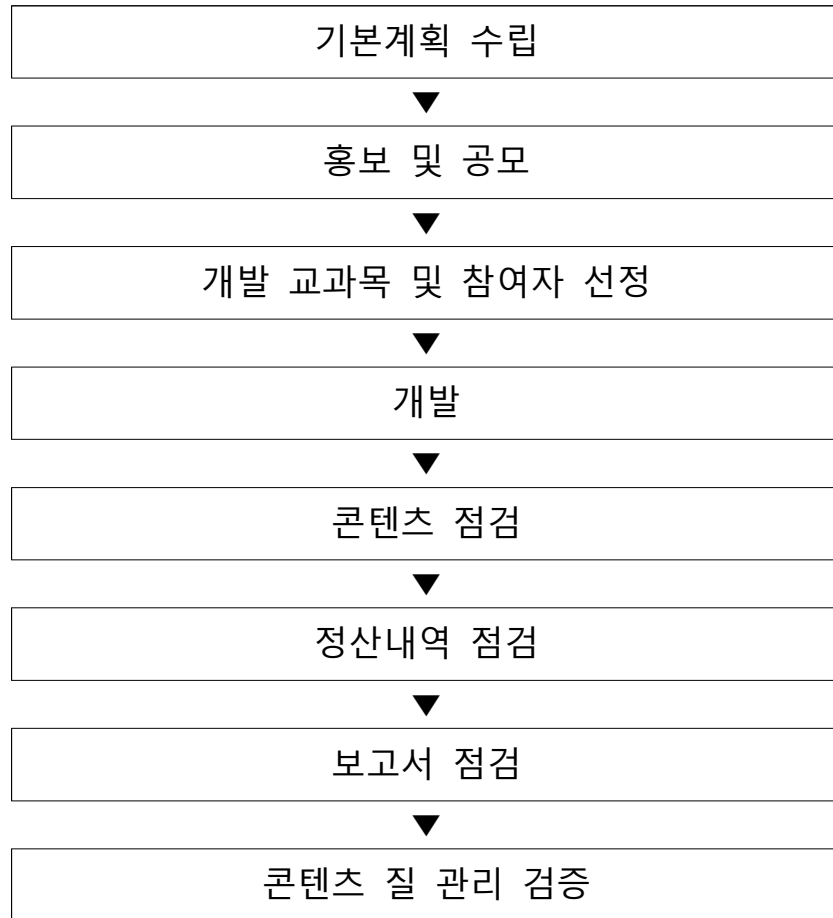 기본계획 수립
▼
홍보 및 공모
▼
개발 교과목 및 참여자 선정
▼
개발
▼
콘텐츠 점검
▼
정산내역 점검
▼
보고서 점검
▼
콘텐츠 질 관리 검증